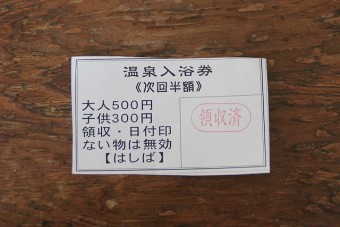 温泉入浴券
《次回半額》
大人500円
子供300円
領収・日付印
ない物は無効
【はしば】
領収済